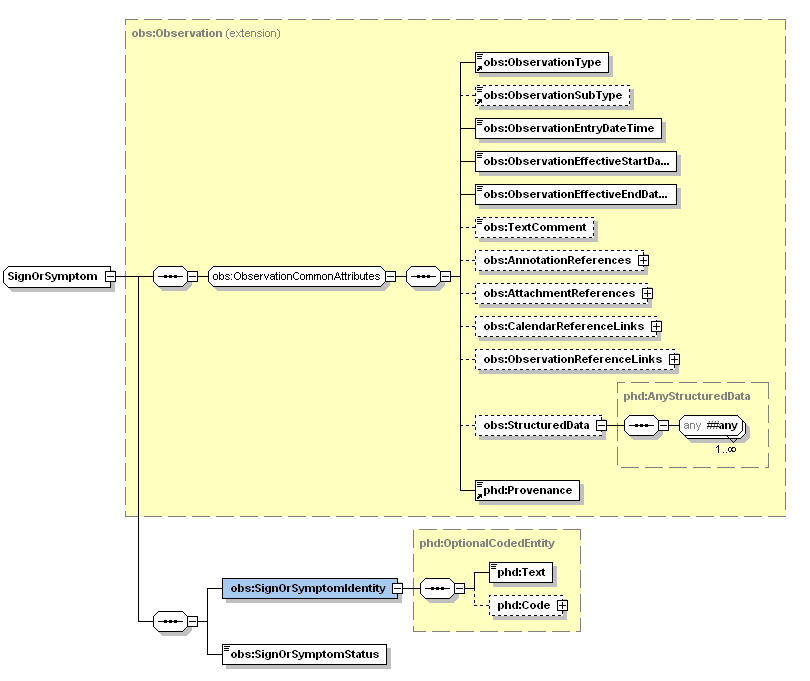 obs:Observation (extension)
obs:ObservationType
obs:ObservationSubType
obs:ObservationEntryDateTime
obs:ObservationEffectiveStartDa...
obs:ObservationEffectiveEndDat...
obs:TextComment
obs:AnnotationReferences
SignOrSymptom
obs:ObservationCommonAttributes
obs:AttachmentReferences
obs:CalendarReferenceLinks
obs:ObservationReferenceLinks
phd:AnyStructuredData
obs:StructuredData
any ##any
1..∞
phd:Provenance
phd:OptionalCodedEntity
obs:SignOrSymptomIdentity
phd:Text
phd:Code
obs:SignOrSymptomStatus